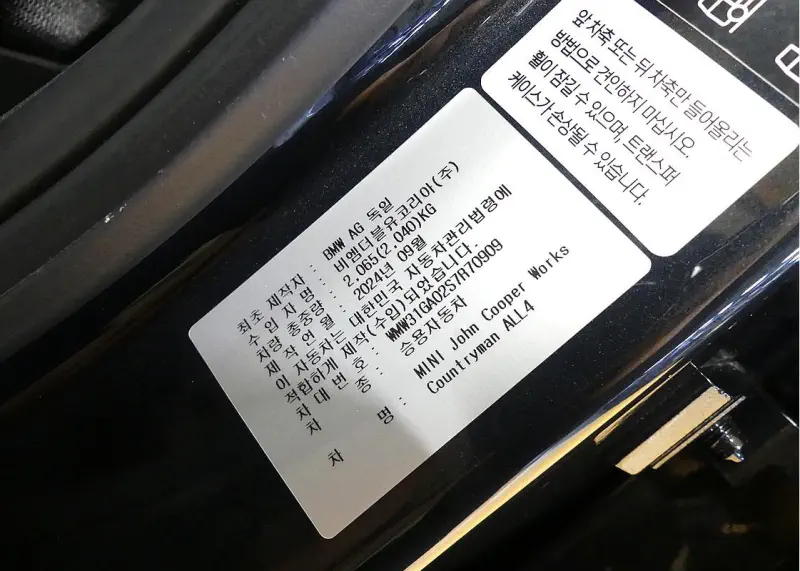 최초 제작자 : BMW AG 독일
수입 자명 : 비엠더블유코리아(주)
차량 총중량 : 2,065(2,040)KG
제작연월 : 2024년 09월
이 자동차는 대한민국 자동차관리법령에
적합하게 제작(수입)되었습니다.
차대번호 : WMW31GA02S7R70909
차 종 : 승용자동차
차 명 : MINI John Cooper Works
Countryman ALL4
앞 차축 또는 뒤 차축만 들어올리는
방법으로 견인하지 마십시오.
휠이 잠길 수 있으며 트랜스퍼
케이스가 손상될 수 있습니다.